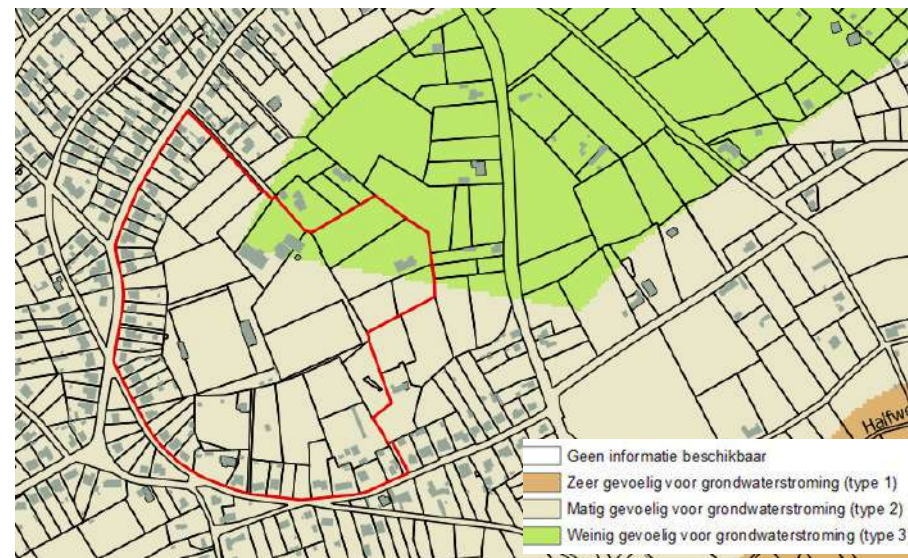 Halfwe
Geen informatie beschikbaar
Zeer gevoelig voor grondwaterstroming (type 1)
Matig gevoelig voor grondwaterstroming (type 2)
Weinig gevoelig voor grondwaterstroming (type 3